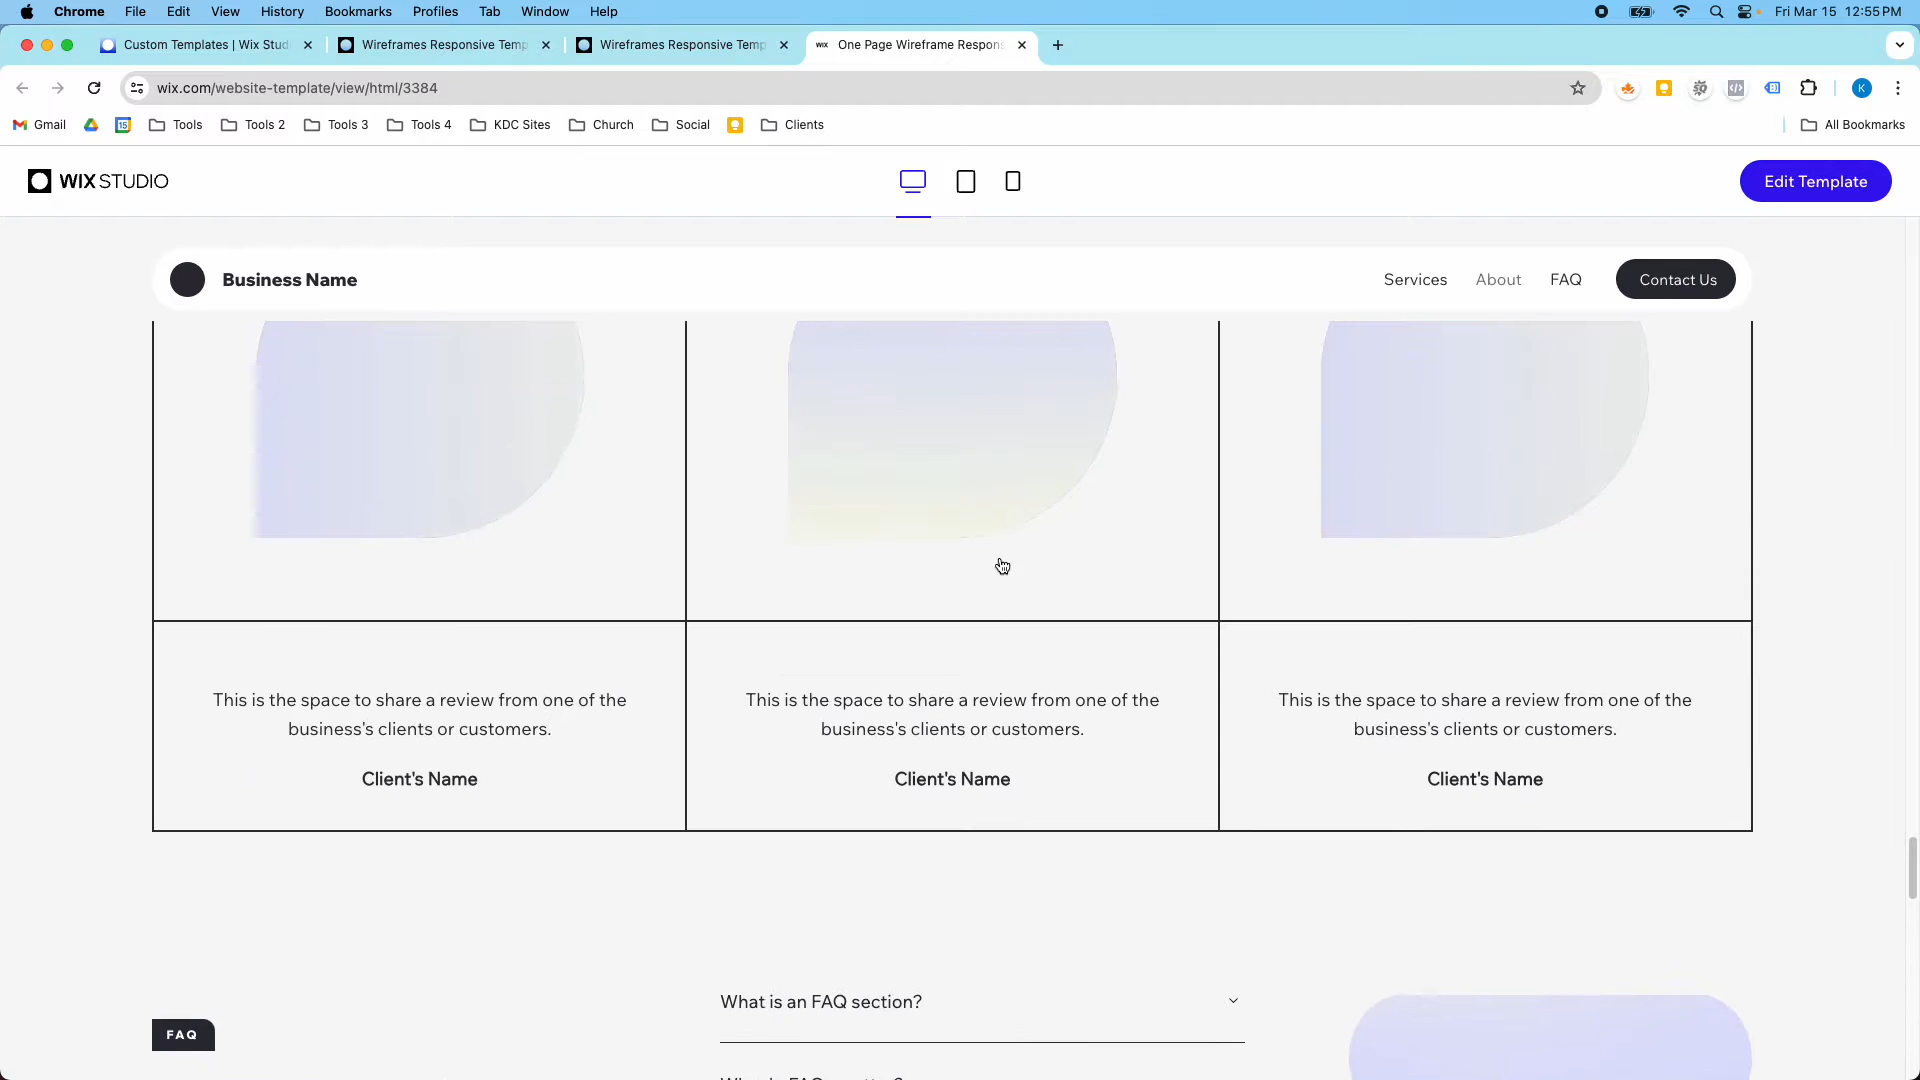 Chrome File Edit View History Bookmarks Profiles Tab Window Help Fri Mar 15 12:55 PM
Custom Templates | Wix Stud Wireframes Responsive Temp Wireframes Responsive Temp WIX One Page Wireframe Respon
wix.com/website-template/view/html/3384 K
Gmail 15 Tools Tools 2 Tools 3 Tools 4 KDC Sites Church Social Clients All Bookmarks
WIX STUDIO Edit Template
Business Name Services About FAQ Contact Us
This is the space to share a review from one of the
business's clients or customers.
Client's Name
This is the space to share a review from one of the
business's clients or customers.
Client's Name
This is the space to share a review from one of the
business's clients or customers.
Client's Name
What is an FAQ section?
FAQ